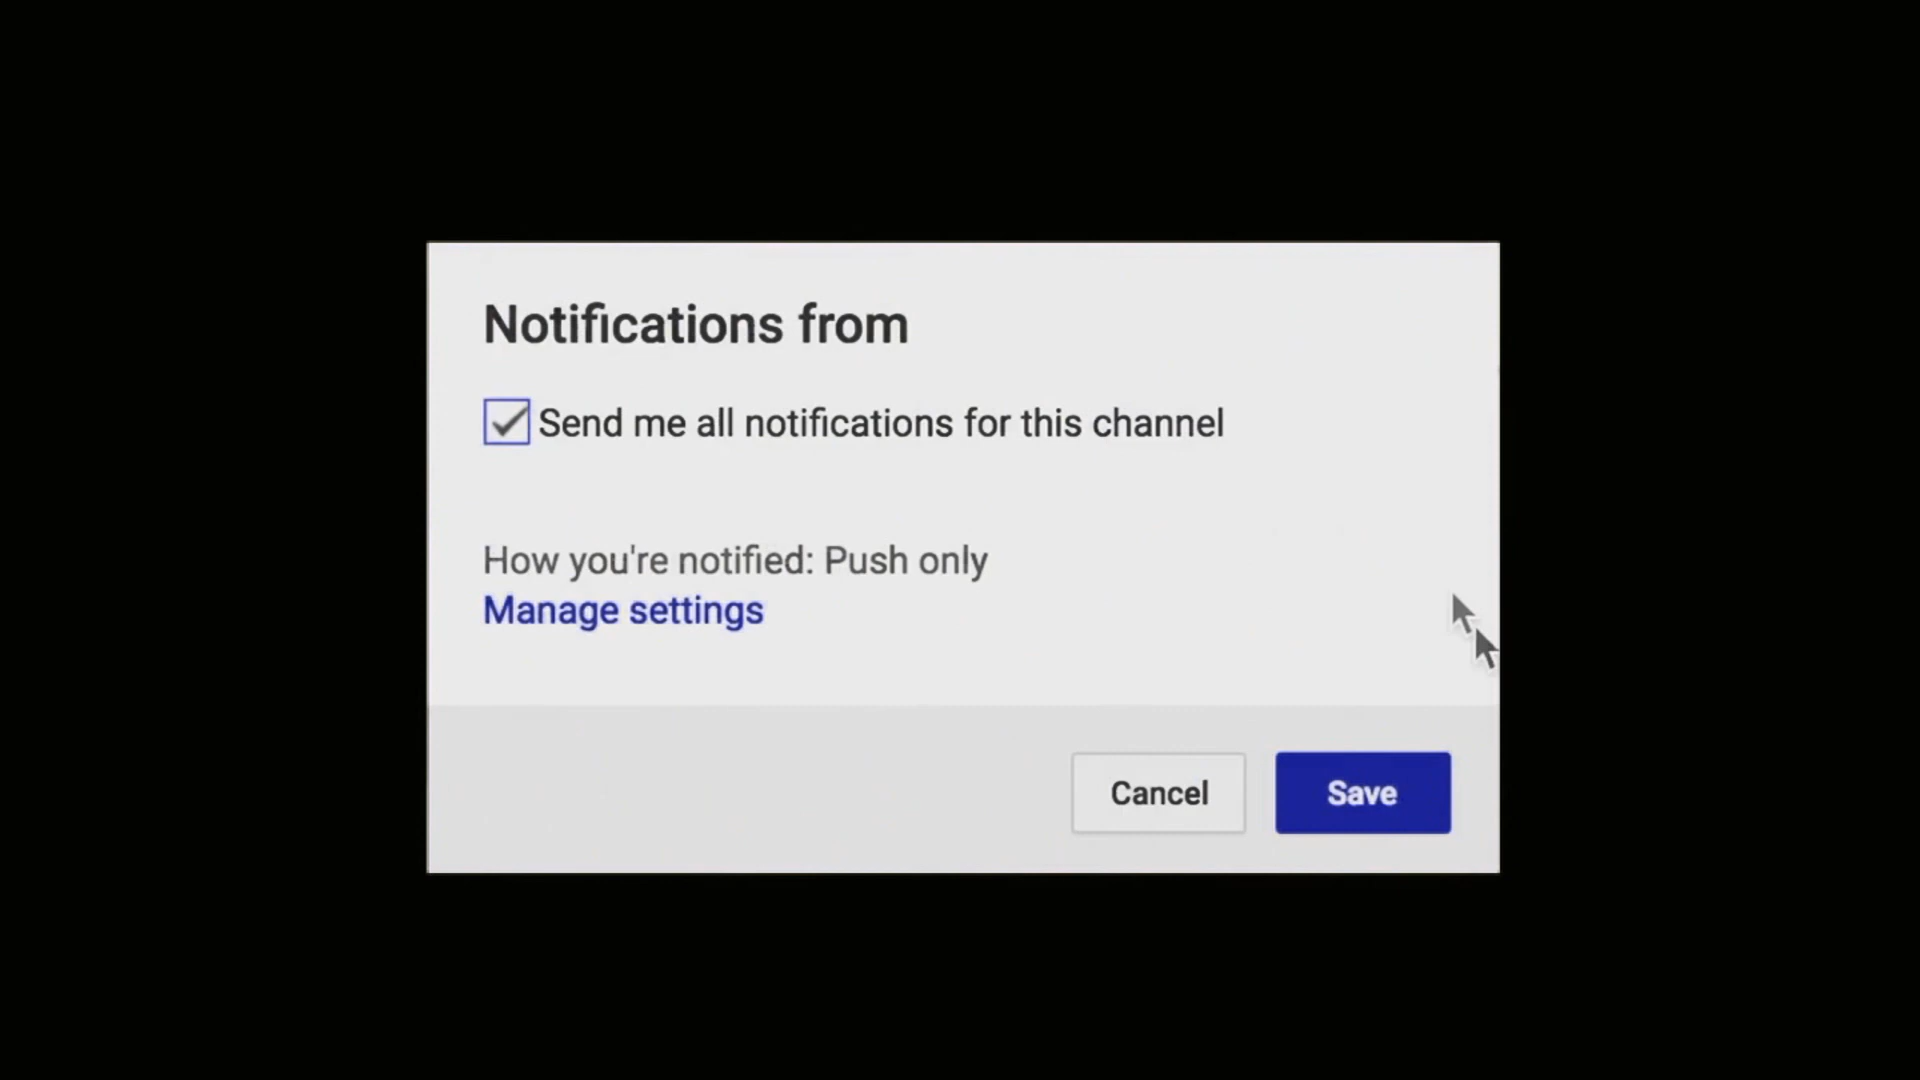 Notifications from
Send me all notifications for this channel
How you're notified: Push only
Manage settings
Cancel
Save